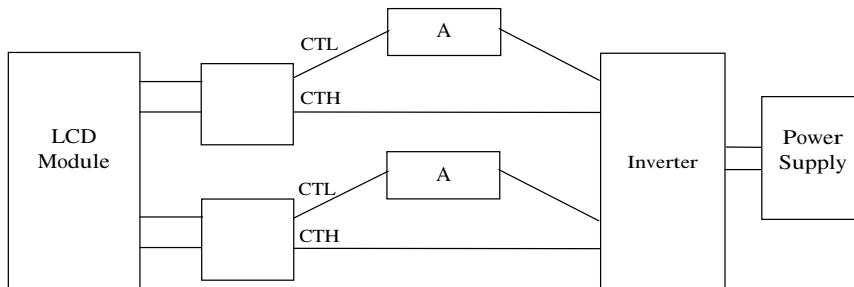 CTL
A
CTH
LCD
Module
Inverter
Power
Supply
CTL
A
CTH